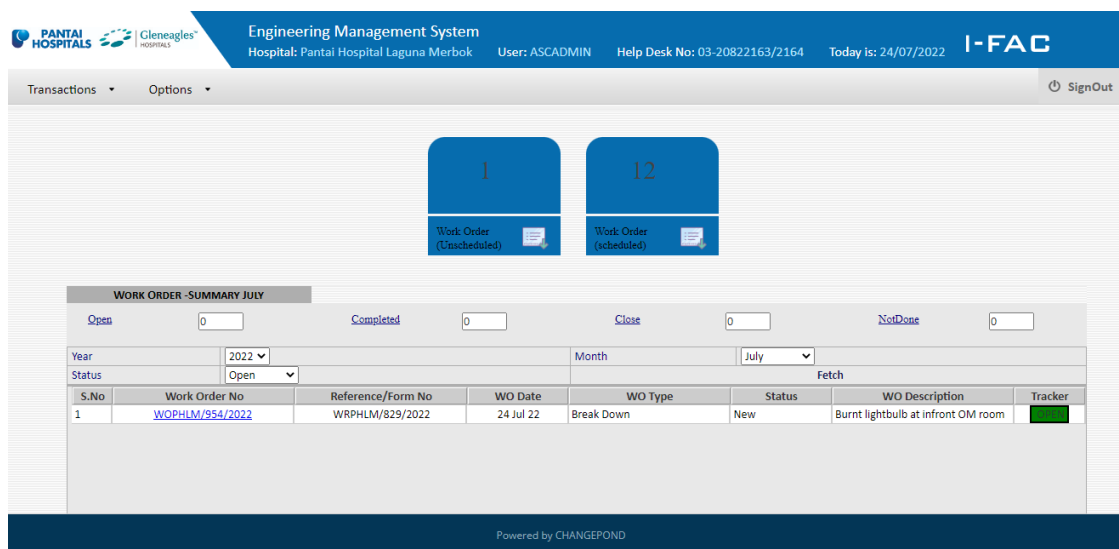 PANTAI
HOSPITALS
Gleneagles
HOSPITALS
Engineering Management System
Hospital: Pantai Hospital Laguna Merbok User: ASCADMIN Help Desk No: 03-20822163/2164 Today is: 24/07/2022
I-FAC
Transactions Options SignOut
1 12
Work Order
(Unscheduled)
Work Order
(scheduled)
WORK ORDER -SUMMARY JULY
Open 0 Completed 0 Close 0 NotDone 0
Year 2022 Month July
Status Open Fetch
S.No Work Order No Reference/Form No WO Date WO Type Status WO Description Tracker
1 WOPHLM/954/2022 WRPHLM/829/2022 24 Jul 22 Break Down New Burnt lightbulb at infront OM room OPEN
Powered by CHANGEPOND